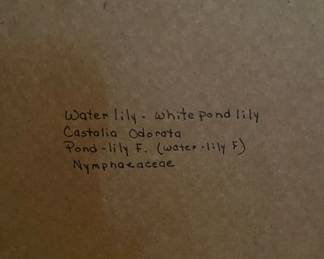 Water lily - white pond lily
Castalia Odorata
Pond-lily F. (water-lily F)
Nymphaeaceae